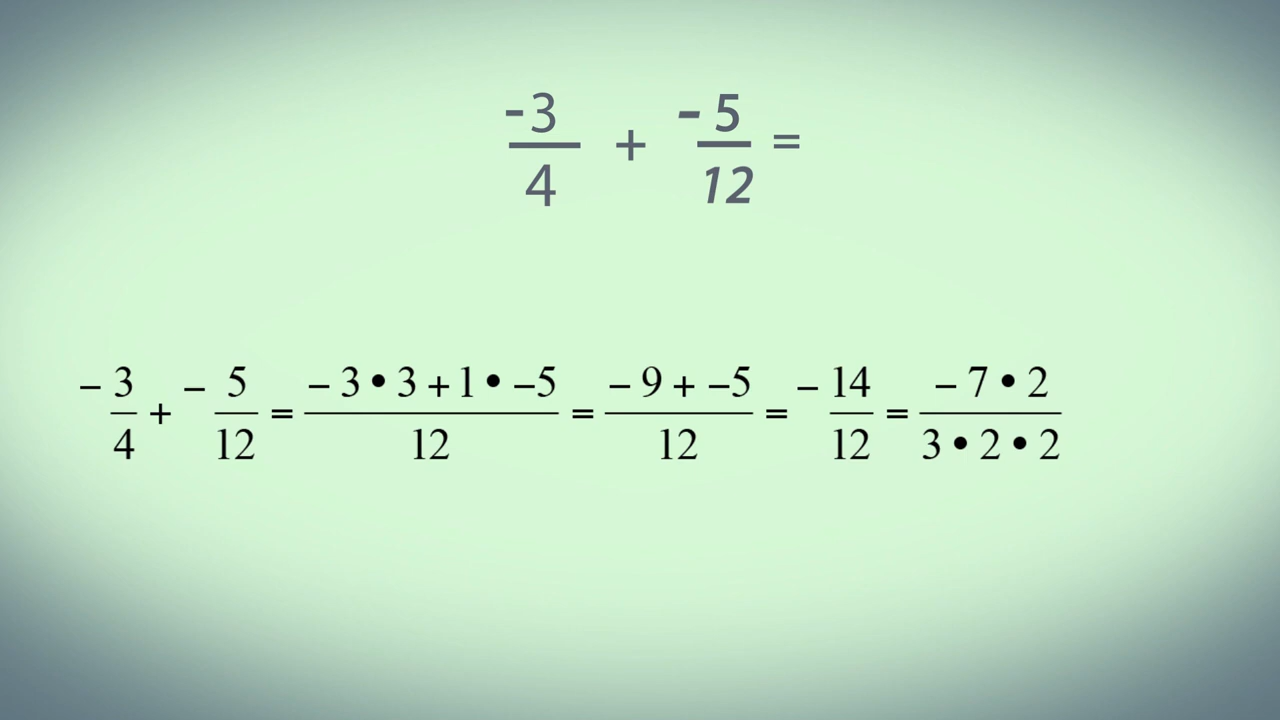 -3/4 + -5/12 =
-3/4 + -5/12 = -3•3+1•-5/12 = -9+-5/12 = -14/12 = -7•2/3•2•2